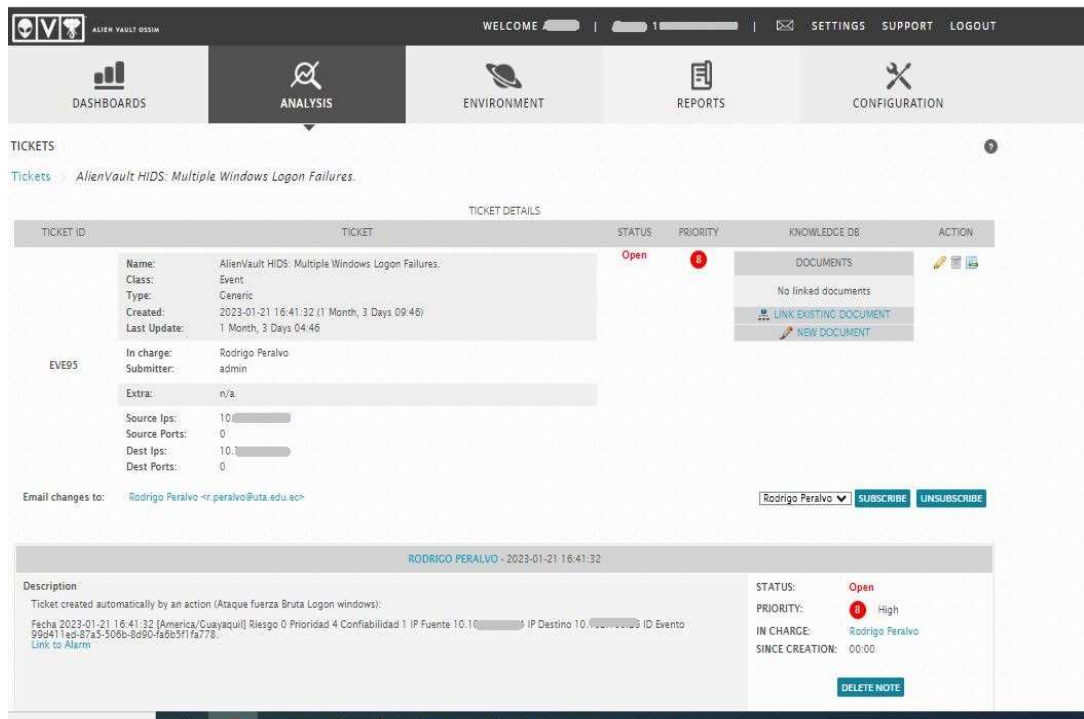 ALIEN VAULT OSSIM
WELCOME | 1 | SETTINGS SUPPORT LOGOUT
DASHBOARDS ANALYSIS ENVIRONMENT REPORTS CONFIGURATION
TICKETS
Tickets AlienVault HIDS: Multiple Windows Logon Failures.
TICKET DETAILS
TICKET ID TICKET STATUS PRIORITY KNOWLEDGE DB ACTION
EVE95
Name: AlienVault HIDS: Multiple Windows Logon Failures.
Class: Event
Type: Generic
Created: 2023-01-21 16:41:32 (1 Month, 3 Days 09:46)
Last Update: 1 Month, 3 Days 04:46
In charge: Rodrigo Peralvo
Submitter: admin
Extra: n/a
Source Ips: 10.
Source Ports: 0
Dest Ips: 10.
Dest Ports: 0
Open
8
DOCUMENTS
No linked documents
LINK EXISTING DOCUMENT
NEW DOCUMENT
Email changes to: Rodrigo Peralvo <r.peralvo@uta.edu.ec>
Rodrigo Peralvo SUBSCRIBE UNSUBSCRIBE
RODRIGO PERALVO - 2023-01-21 16:41:32
Description
Ticket created automatically by an action (Ataque fuerza Bruta Logon windows):
Fecha 2023-01-21 16:41:32 [America/Guayaquil] Riesgo 0 Prioridad 4 Confiabilidad 1 IP Fuente 10.10 IP Destino 10. ID Evento
99d411ed-87a5-506b-8d90-fa6b5f1fa778.
Link to Alarm
STATUS: Open
PRIORITY: 8 High
IN CHARGE: Rodrigo Peralvo
SINCE CREATION: 00:00
DELETE NOTE